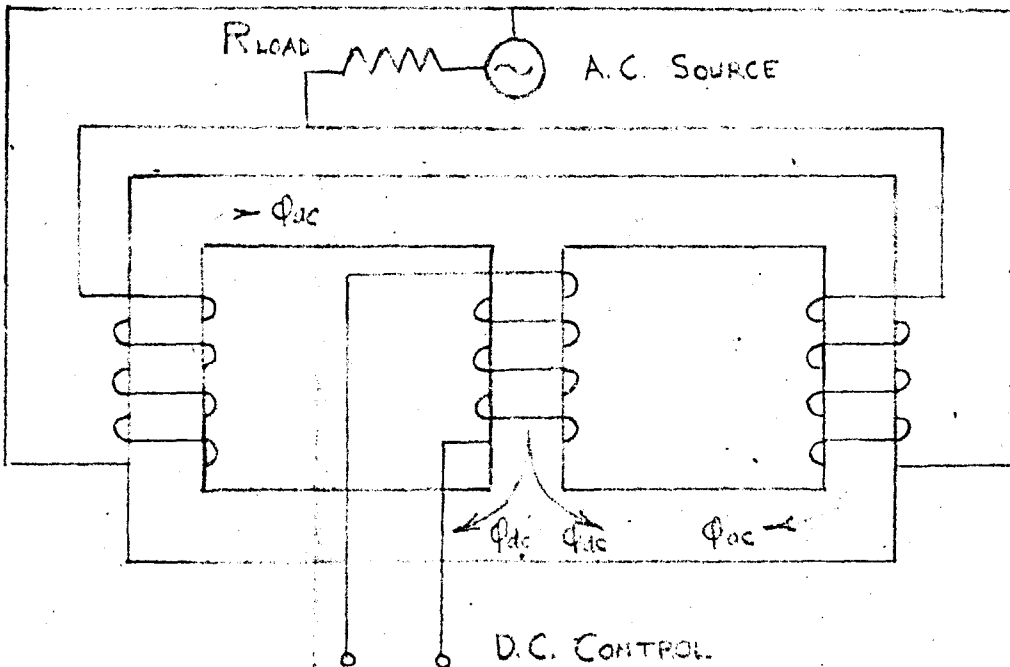 RLOAD
A.C. SOURCE
Φac
Φdc Φdc Φac
D.C. CONTROL